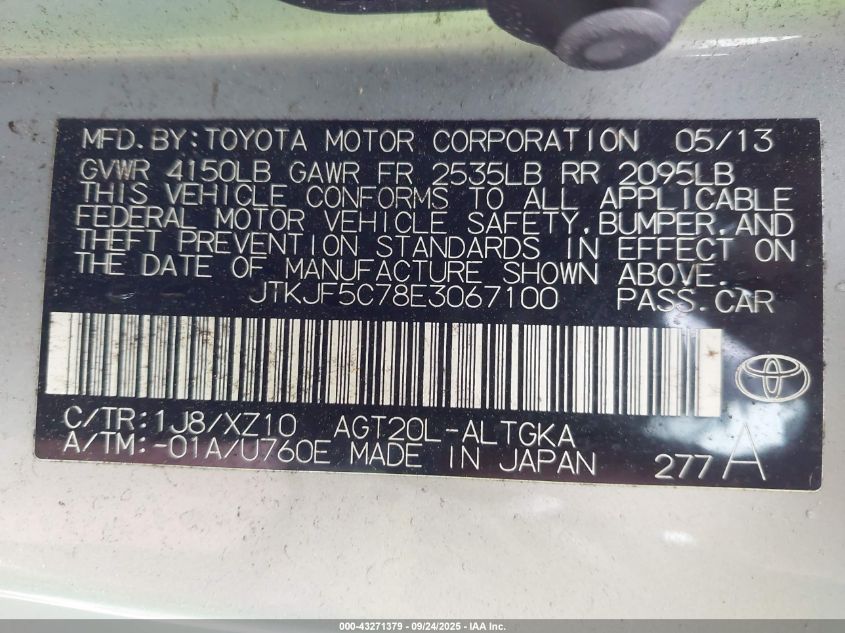 MFD.BY:TOYOTA MOTOR CORPORATION 05/13
GVWR 4150LB GAWR FR 2535LB RR 2095LB
THIS VEHICLE CONFORMS TO ALL APPLICABLE
FEDERAL MOTOR VEHICLE SAFETY,BUMPER,AND
THEFT PREVENTION STANDARDS IN EFFECT ON
THE DATE OF MANUFACTURE SHOWN ABOVE.
JTKJF5C78E3067100 PASS.CAR
C/TR:1J8/XZ10 AGT20L-ALTGKA
A/TM:-01A/U760E MADE IN JAPAN 277 A
000-43271379 - 09/24/2025 - IAA Inc.